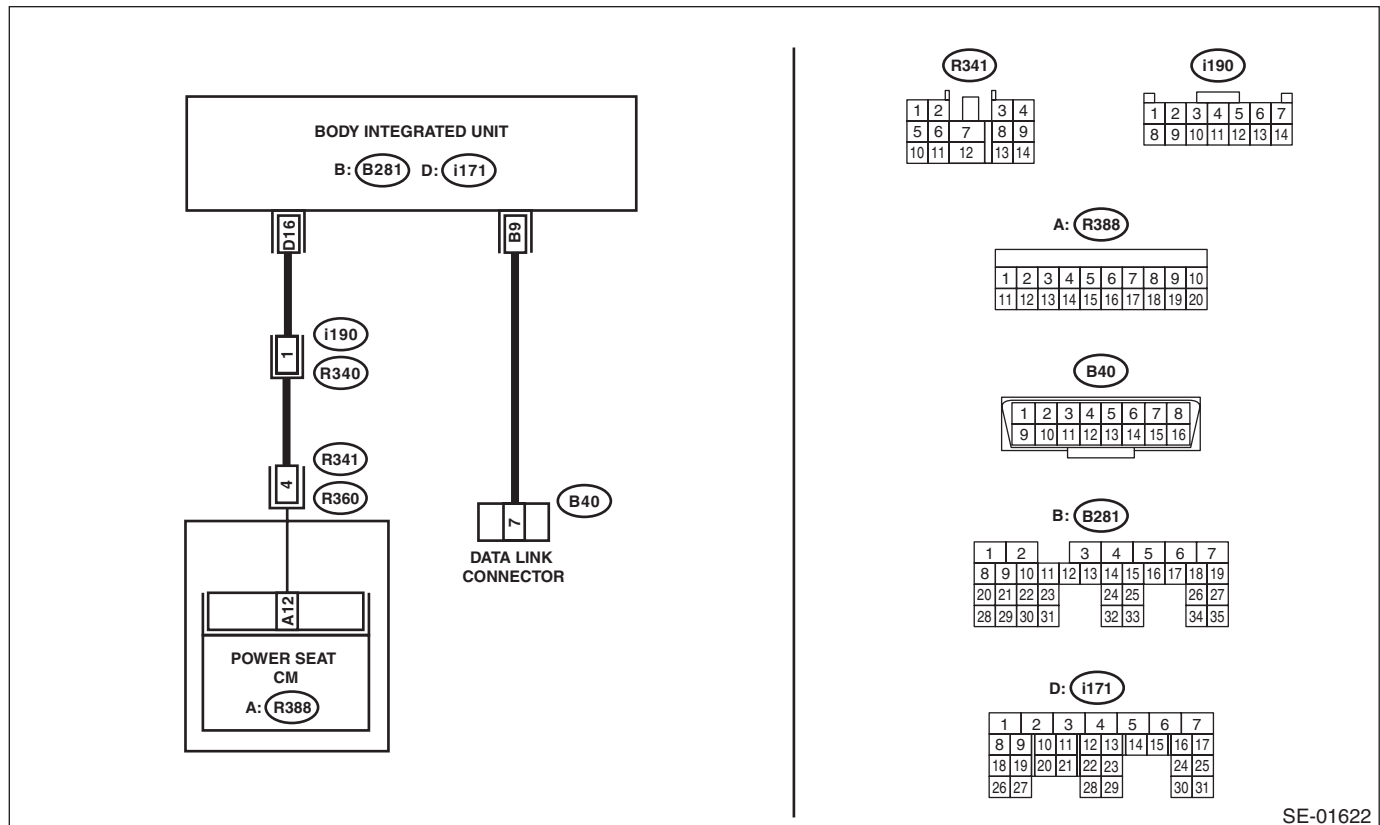 BODY INTEGRATED UNIT
B: B281 D: i171
D16
B9
1
i190
R340
4
R341
R360
7
B40
DATA LINK
CONNECTOR
A12
POWER SEAT
CM
A: R388
R341
1 2 3 4
5 6 7 8 9
10 11 12 13 14
i190
1 2 3 4 5 6 7
8 9 10 11 12 13 14
A: R388
1 2 3 4 5 6 7 8 9 10
11 12 13 14 15 16 17 18 19 20
B40
1 2 3 4 5 6 7 8
9 10 11 12 13 14 15 16
B: B281
1 2 3 4 5 6 7
8 9 10 11 12 13 14 15 16 17 18 19
20 21 22 23 24 25 26 27
28 29 30 31 32 33 34 35
D: i171
1 2 3 4 5 6 7
8 9 10 11 12 13 14 15 16 17
18 19 20 21 22 23 24 25
26 27 28 29 30 31
SE-01622